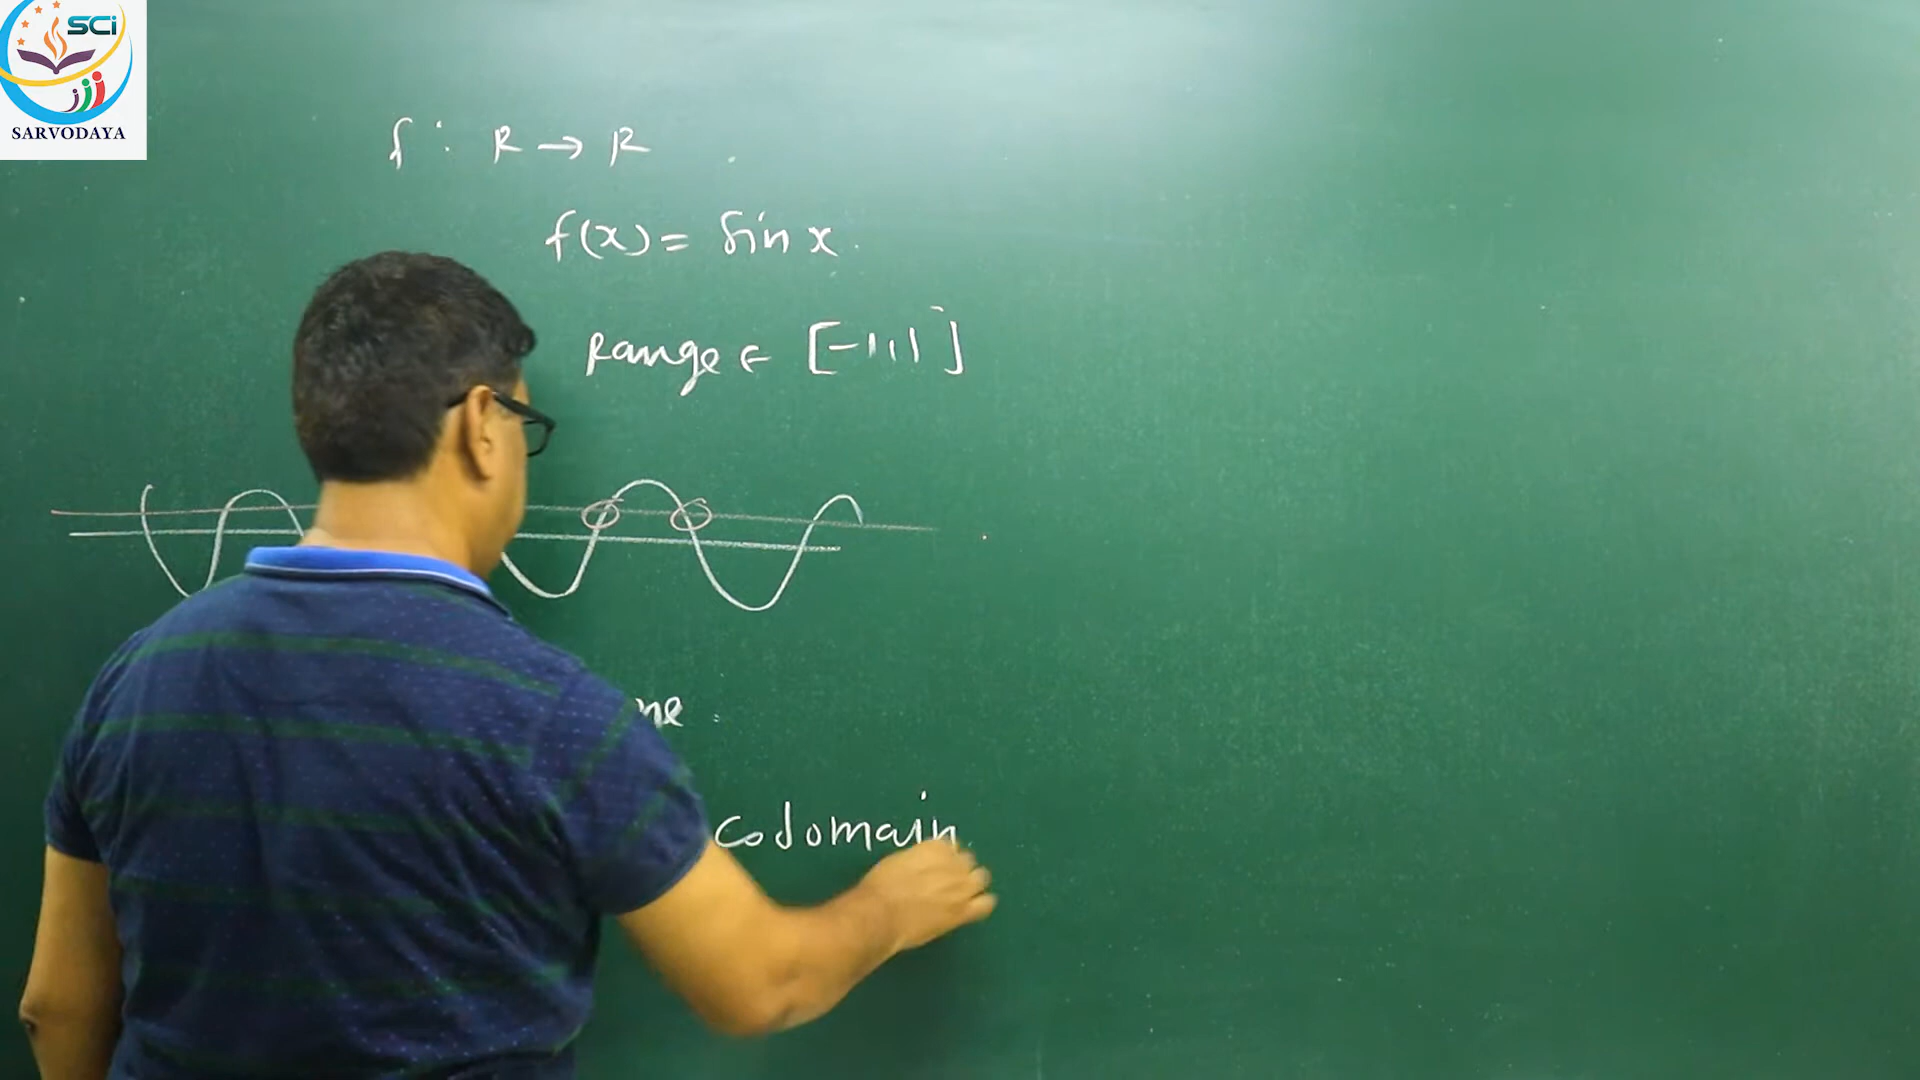 SCi
SARVODAYA
f : R → R
f(x) = sin x
Range ∈ [-1,1]
ne
codomain